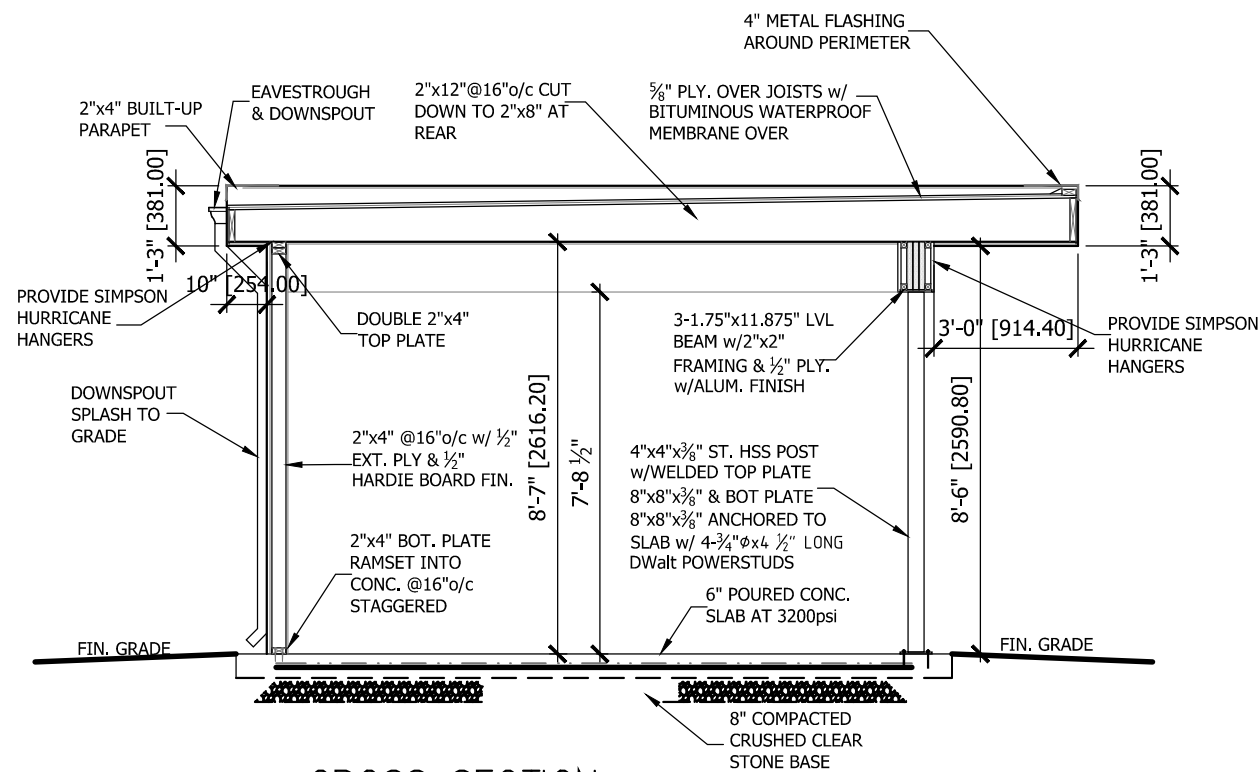 4" METAL FLASHING
AROUND PERIMETER
EAVESTROUGH
& DOWNSPOUT
2"x4" BUILT-UP
PARAPET
2"x12"@16"o/c CUT
DOWN TO 2"x8" AT
REAR
⅝" PLY. OVER JOISTS w/
BITUMINOUS WATERPROOF
MEMBRANE OVER
1'-3" [381.00]
1'-3" [381.00]
10" [254.00]
PROVIDE SIMPSON
HURRICANE
HANGERS
DOUBLE 2"x4"
TOP PLATE
3-1.75"x11.875" LVL
BEAM w/2"x2"
FRAMING & ½" PLY.
w/ALUM. FINISH
3'-0" [914.40]
PROVIDE SIMPSON
HURRICANE
HANGERS
DOWNSPOUT
SPLASH TO
GRADE
2"x4" @16"o/c w/ ½"
EXT. PLY & ½"
HARDIE BOARD FIN.
8'-7" [2616.20]
7'-8 ½"
4"x4"x⅜" ST. HSS POST
w/WELDED TOP PLATE
8"x8"x⅜" & BOT PLATE
8"x8"x⅜" ANCHORED TO
SLAB w/ 4-¾"øx4 ½" LONG
DWalt POWERSTUDS
8'-6" [2590.80]
2"x4" BOT. PLATE
RAMSET INTO
CONC. @16"o/c
STAGGERED
6" POURED CONC.
SLAB AT 3200psi
FIN. GRADE
FIN. GRADE
8" COMPACTED
CRUSHED CLEAR
STONE BASE